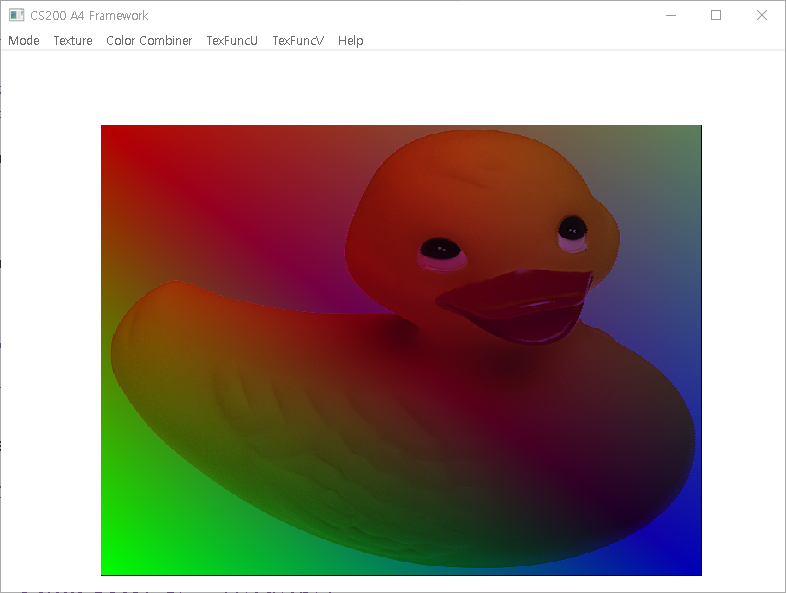 CS200 A4 Framework
Mode Texture Color Combiner TexFuncU TexFuncV Help